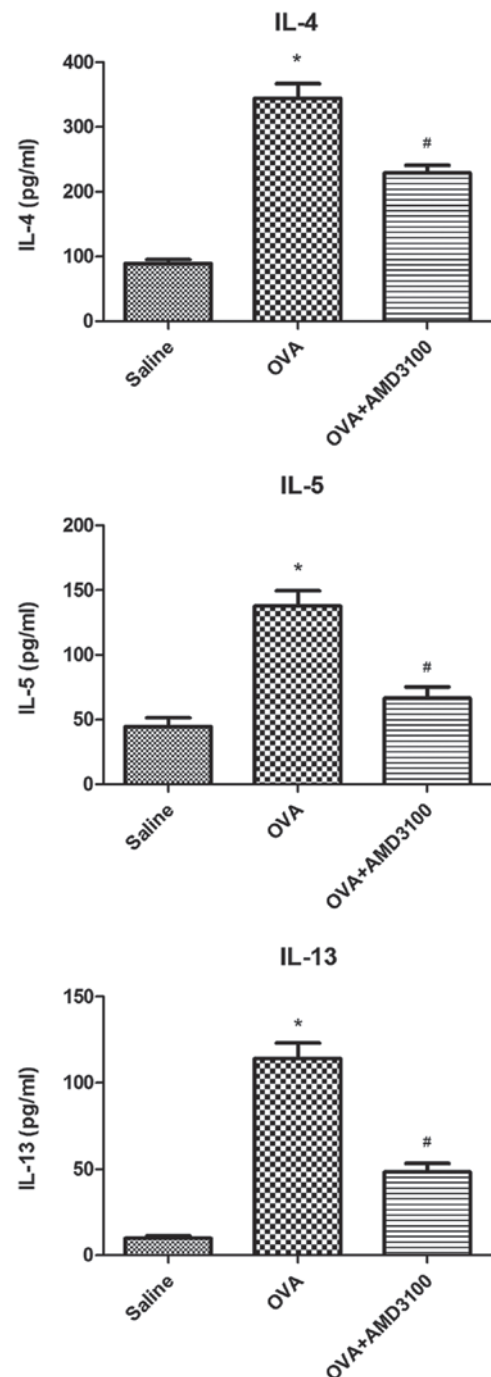 IL-4
400
300
200
100
0
IL-4 (pg/ml)
*
#
Saline
OVA
OVA+AMD3100
IL-5
200
150
100
50
0
IL-5 (pg/ml)
*
#
Saline
OVA
OVA+AMD3100
IL-13
150
100
50
0
IL-13 (pg/ml)
*
#
Saline
OVA
OVA+AMD3100